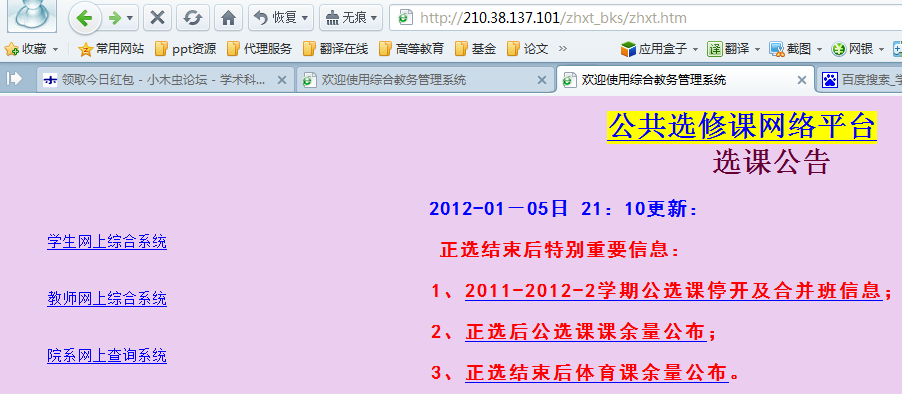 恢复 无痕 http://210.38.137.101/zhxt_bks/zhxt.htm
收藏 常用网站 ppt资源 代理服务 翻译在线 高等教育 基金 论文 » 应用盒子 翻译 截图 网银
领取今日红包 - 小木虫论坛 - 学术科... 欢迎使用综合教务管理系统 欢迎使用综合教务管理系统 百度搜索_学
公共选修课网络平台
选课公告
2012-01－05日 21：10更新：
学生网上综合系统
正选结束后特别重要信息：
1、2011-2012-2学期公选课停开及合并班信息；
教师网上综合系统
2、正选后公选课课余量公布；
院系网上查询系统
3、正选结束后体育课余量公布。